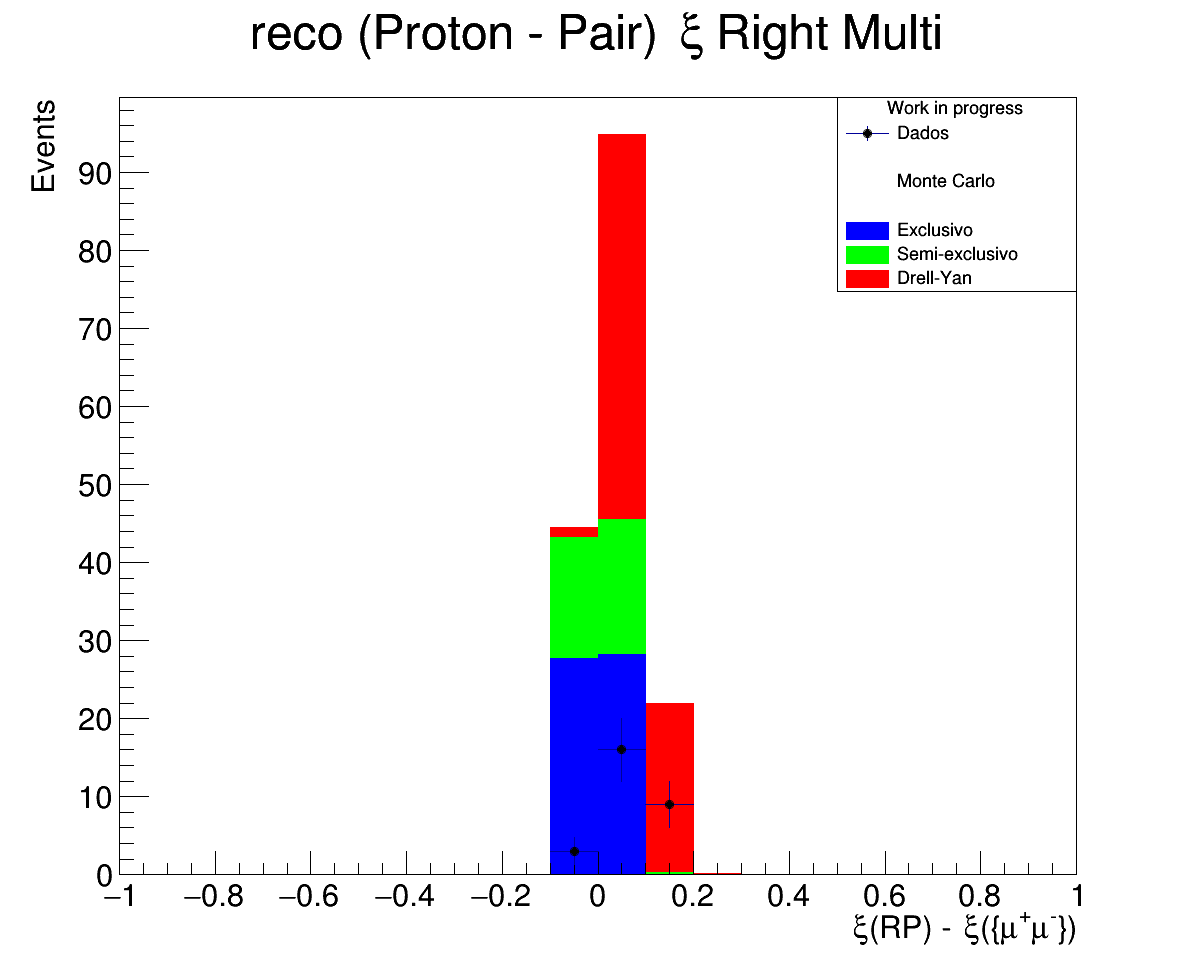 reco (Proton - Pair) ξ Right Multi
Events
Work in progress
Dados
Monte Carlo
Exclusivo
Semi-exclusivo
Drell-Yan
90
80
70
60
50
40
30
20
10
0
−1 −0.8 −0.6 −0.4 −0.2 0 0.2 0.4 0.6 0.8 1
ξ(RP) - ξ({μ⁺μ⁻})